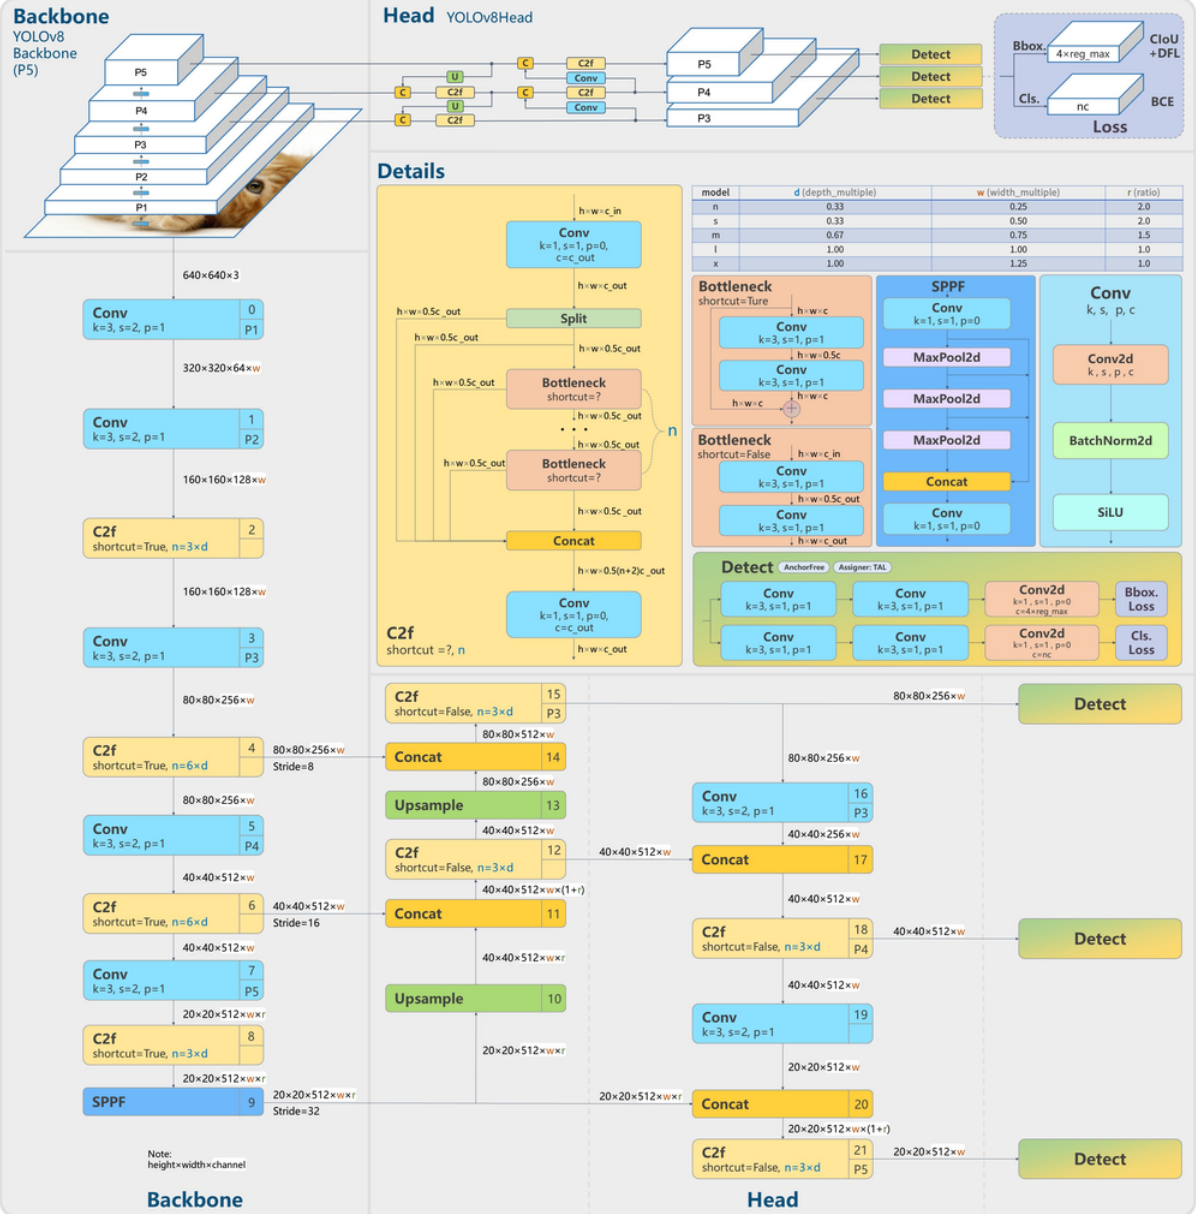 Backbone
YOLOv8
Backbone
(P5)
P5
P4
P3
P2
P1
Head YOLOv8Head
C
C2f
U
Conv
C
C2f
C
C2f
U
Conv
C
C2f
P5
P4
P3
Detect
Detect
Detect
Bbox.
4×reg_max
CIoU
+DFL
Cls.
nc
BCE
Loss
640×640×3
Conv
k=3, s=2, p=1
0
P1
320×320×64×w
Conv
k=3, s=2, p=1
1
P2
160×160×128×w
C2f
shortcut=True, n=3×d
2
160×160×128×w
Conv
k=3, s=2, p=1
3
P3
80×80×256×w
C2f
shortcut=True, n=6×d
4
80×80×256×w
Stride=8
80×80×256×w
Conv
k=3, s=2, p=1
5
P4
40×40×512×w
C2f
shortcut=True, n=6×d
6
40×40×512×w
Stride=16
40×40×512×w
Conv
k=3, s=2, p=1
7
P5
20×20×512×w×r
C2f
shortcut=True, n=3×d
8
20×20×512×w×r
SPPF
9
20×20×512×w×r
Stride=32
Note:
height×width×channel
Backbone
Details
h×w×c_in
Conv
k=1, s=1, p=0,
c=c_out
h×w×c_out
h×w×0.5c_out
Split
h×w×0.5c_out
h×w×0.5c_out
h×w×0.5c_out
Bottleneck
shortcut=?
h×w×0.5c_out
• • •
n
h×w×0.5c_out
h×w×0.5c_out
Bottleneck
shortcut=?
h×w×0.5c_out
Concat
h×w×0.5(n+2)c_out
Conv
k=1, s=1, p=0,
c=c_out
C2f
shortcut =?, n
h×w×c_out
model d (depth_multiple) w (width_multiple) r (ratio)
n 0.33 0.25 2.0
s 0.33 0.50 2.0
m 0.67 0.75 1.5
l 1.00 1.00 1.0
x 1.00 1.25 1.0
Bottleneck
shortcut=Ture
h×w×c
Conv
k=3, s=1, p=1
h×w×0.5c
Conv
k=3, s=1, p=1
h×w×c
h×w×c
Bottleneck
shortcut=False
h×w×c_in
Conv
k=3, s=1, p=1
h×w×0.5c_out
Conv
k=3, s=1, p=1
h×w×c_out
SPPF
Conv
k=1, s=1, p=0
MaxPool2d
MaxPool2d
MaxPool2d
Concat
Conv
k=1, s=1, p=0
Conv
k, s, p, c
Conv2d
k, s, p, c
BatchNorm2d
SiLU
Detect AnchorFree Assigner: TAL
Conv
k=3, s=1, p=1
Conv
k=3, s=1, p=1
Conv2d
k=1, s=1, p=0
c=4×reg_max
Bbox.
Loss
Conv
k=3, s=1, p=1
Conv
k=3, s=1, p=1
Conv2d
k=1, s=1, p=0
c=nc
Cls.
Loss
C2f
shortcut=False, n=3×d
15
P3
80×80×256×w
Detect
80×80×512×w
Concat
14
80×80×256×w
Upsample
13
40×40×512×w
C2f
shortcut=False, n=3×d
12
40×40×512×w
40×40×512×w×(1+r)
Concat
11
40×40×512×w×r
Upsample
10
20×20×512×w×r
80×80×256×w
Conv
k=3, s=2, p=1
16
P3
40×40×256×w
Concat
17
40×40×512×w
C2f
shortcut=False, n=3×d
18
P4
40×40×512×w
Detect
40×40×512×w
Conv
k=3, s=2, p=1
19
20×20×512×w
20×20×512×w×r
Concat
20
20×20×512×w×(1+r)
C2f
shortcut=False, n=3×d
21
P5
20×20×512×w
Detect
Head